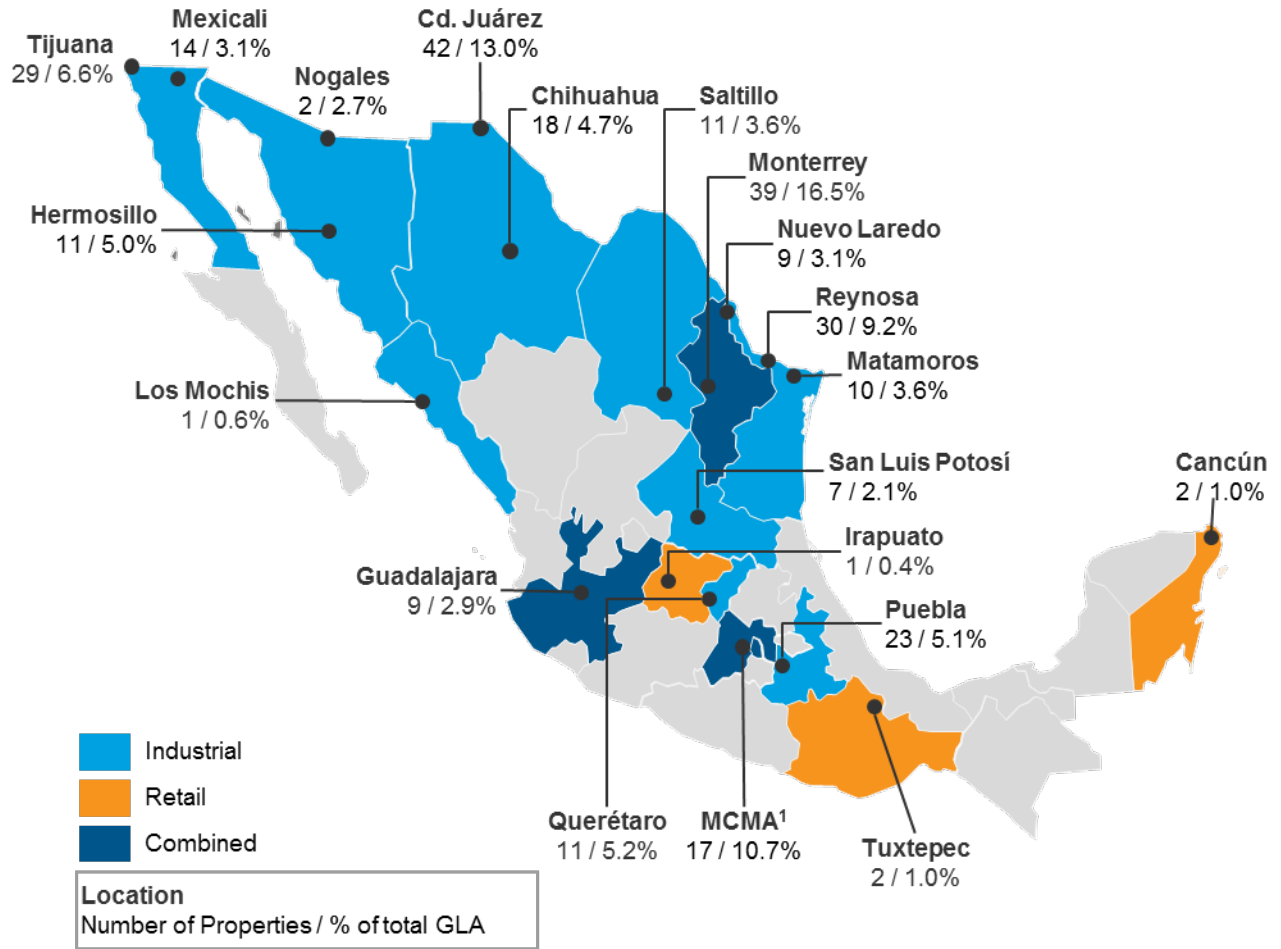 Mexicali
14 / 3.1%
Cd. Juárez
42 / 13.0%
Tijuana
29 / 6.6%
Nogales
2 / 2.7%
Chihuahua
18 / 4.7%
Saltillo
11 / 3.6%
Monterrey
39 / 16.5%
Hermosillo
11 / 5.0%
Nuevo Laredo
9 / 3.1%
Reynosa
30 / 9.2%
Matamoros
10 / 3.6%
Los Mochis
1 / 0.6%
San Luis Potosí
7 / 2.1%
Cancún
2 / 1.0%
Irapuato
1 / 0.4%
Guadalajara
9 / 2.9%
Puebla
23 / 5.1%
Industrial
Retail
Combined
Querétaro
11 / 5.2%
MCMA¹
17 / 10.7%
Tuxtepec
2 / 1.0%
Location
Number of Properties / % of total GLA